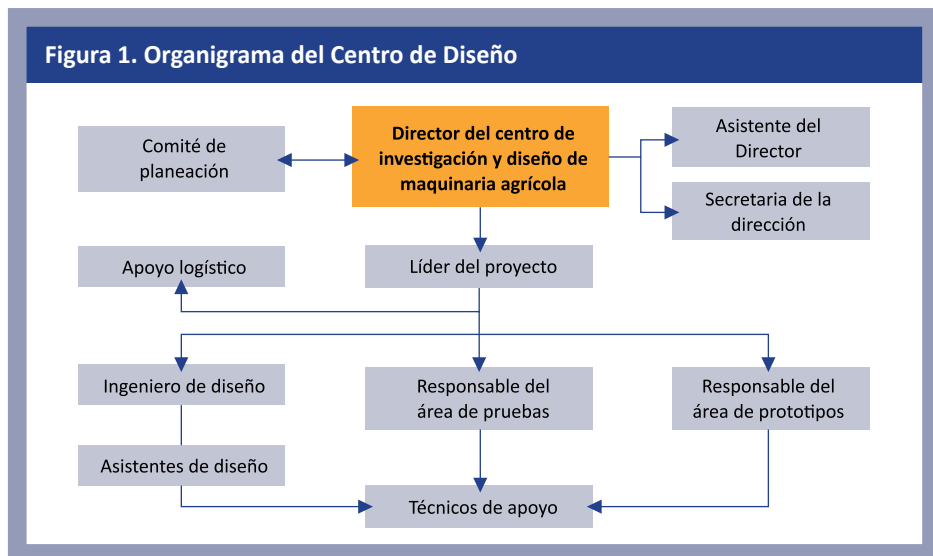 Figura 1. Organigrama del Centro de Diseño
Comité de
planeación
Director del centro de
investigación y diseño de
maquinaria agrícola
Asistente del
Director
Secretaria de la
dirección
Apoyo logístico
Líder del proyecto
Ingeniero de diseño
Responsable del
área de pruebas
Responsable del
área de prototipos
Asistentes de diseño
Técnicos de apoyo